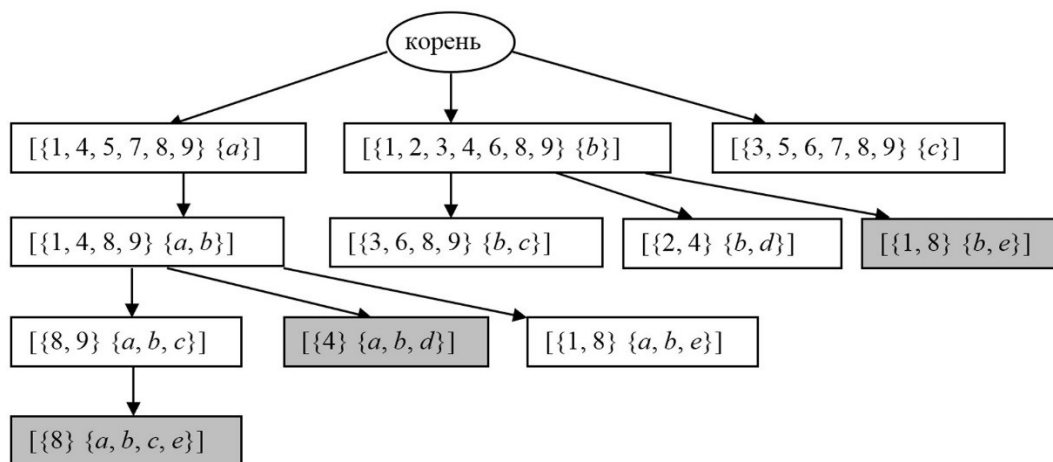 корень
[{1, 4, 5, 7, 8, 9} {a}]
[{1, 2, 3, 4, 6, 8, 9} {b}]
[{3, 5, 6, 7, 8, 9} {c}]
[{1, 4, 8, 9} {a, b}]
[{3, 6, 8, 9} {b, c}]
[{2, 4} {b, d}]
[{1, 8} {b, e}]
[{8, 9} {a, b, c}]
[{4} {a, b, d}]
[{1, 8} {a, b, e}]
[{8} {a, b, c, e}]